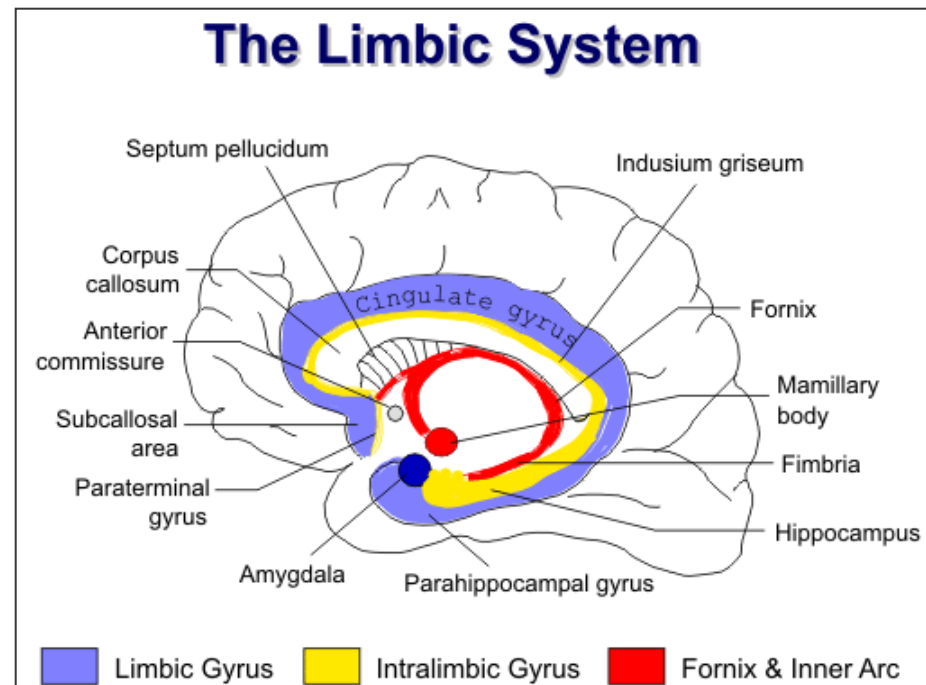 The Limbic System
Septum pellucidum
Indusium griseum
Corpus
callosum
Cingulate gyrus
Fornix
Anterior
commissure
Mamillary
body
Subcallosal
area
Fimbria
Paraterminal
gyrus
Hippocampus
Amygdala
Parahippocampal gyrus
Limbic Gyrus
Intralimbic Gyrus
Fornix & Inner Arc